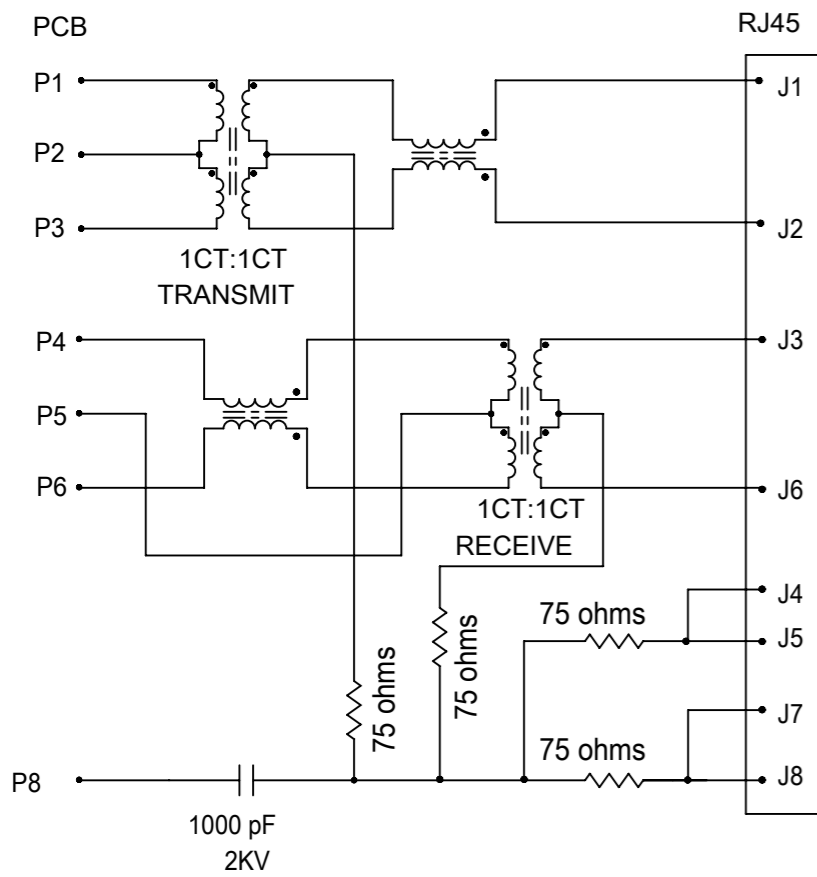 PCB
RJ45
P1
J1
P2
P3
J2
1CT:1CT
TRANSMIT
P4
J3
P5
P6
J6
1CT:1CT
RECEIVE
J4
75 ohms
J5
75 ohms
75 ohms
J7
75 ohms
P8
J8
1000 pF
2KV